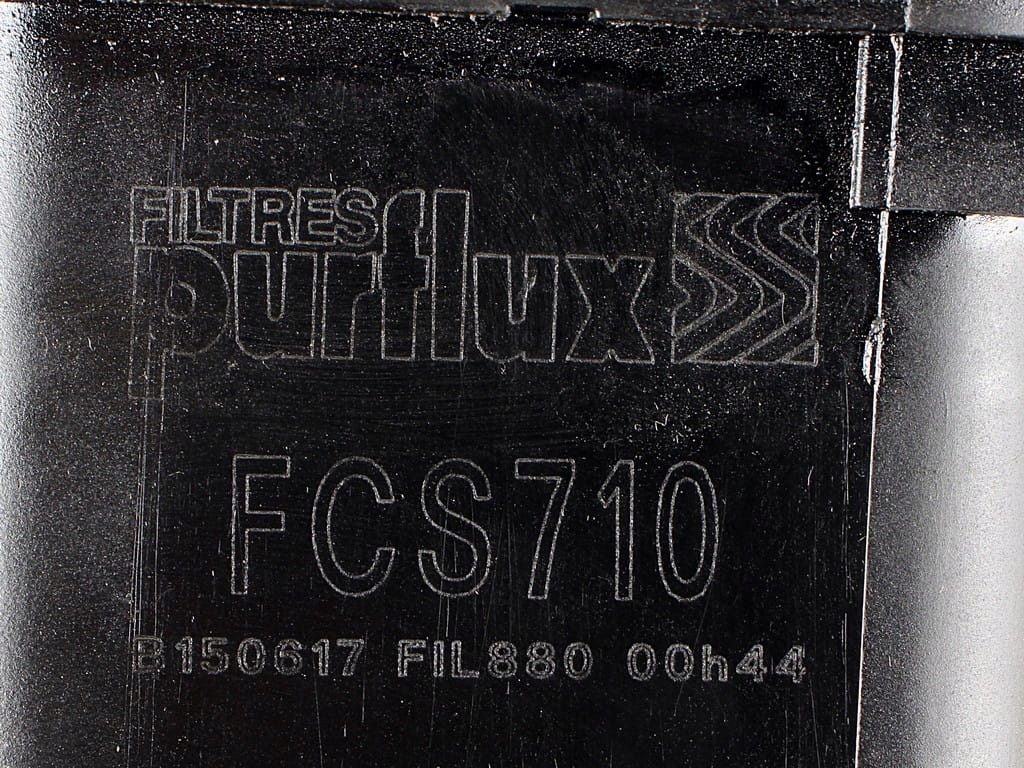 FILTRES
purflux
FCS710
B150617 FIL880 00h44